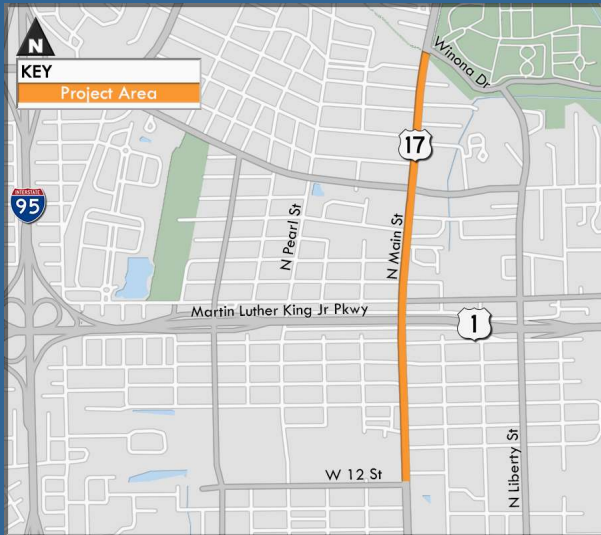 N
KEY
Project Area
Winona Dr
17
INTERSTATE
95
N Pearl St
N Main St
Martin Luther King Jr Pkwy
1
W 12 St
N Liberty St